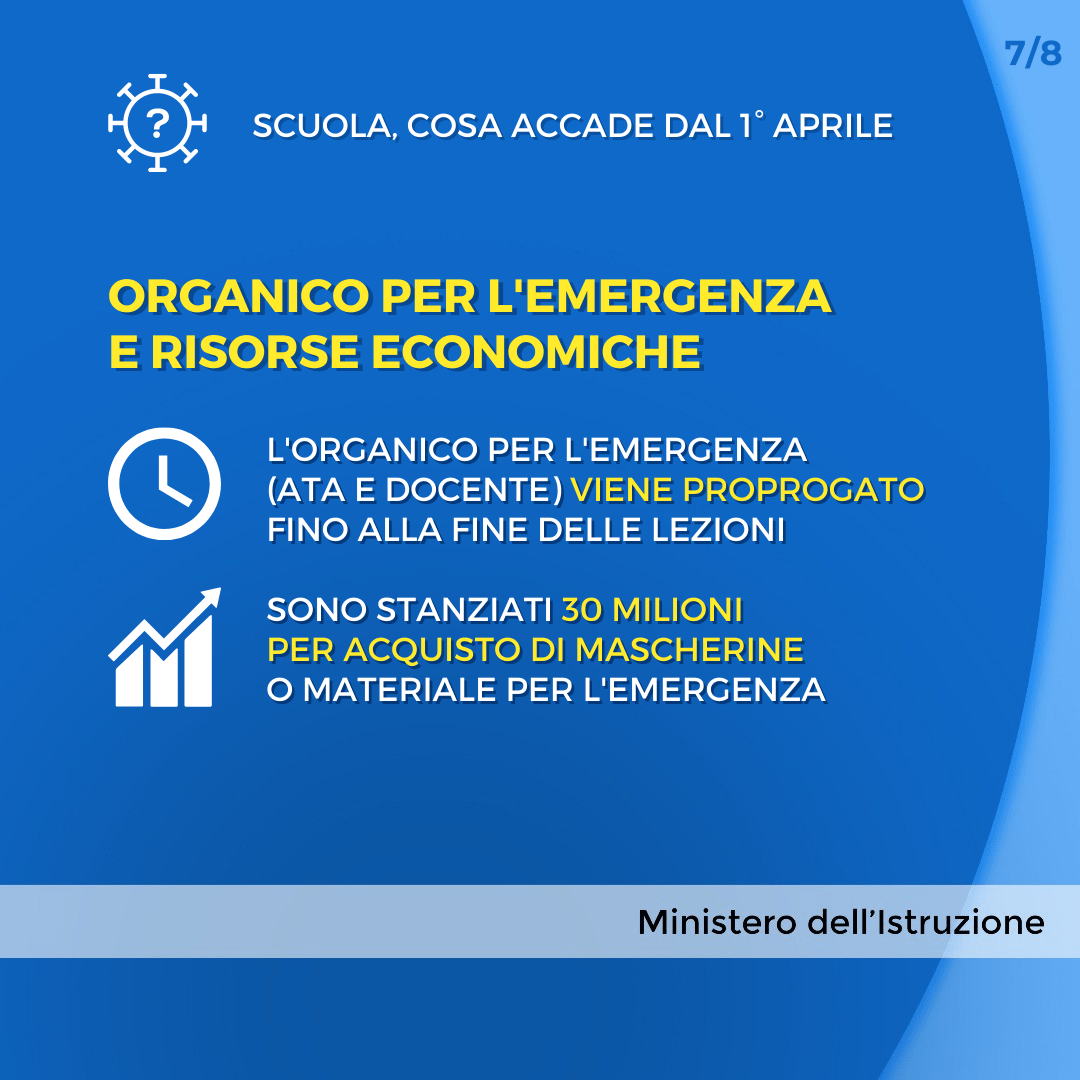 7/8
?
SCUOLA, COSA ACCADE DAL 1° APRILE
ORGANICO PER L'EMERGENZA
E RISORSE ECONOMICHE
L'ORGANICO PER L'EMERGENZA
(ATA E DOCENTE) VIENE PROPROGATO
FINO ALLA FINE DELLE LEZIONI
SONO STANZIATI 30 MILIONI
PER ACQUISTO DI MASCHERINE
O MATERIALE PER L'EMERGENZA
Ministero dell’Istruzione